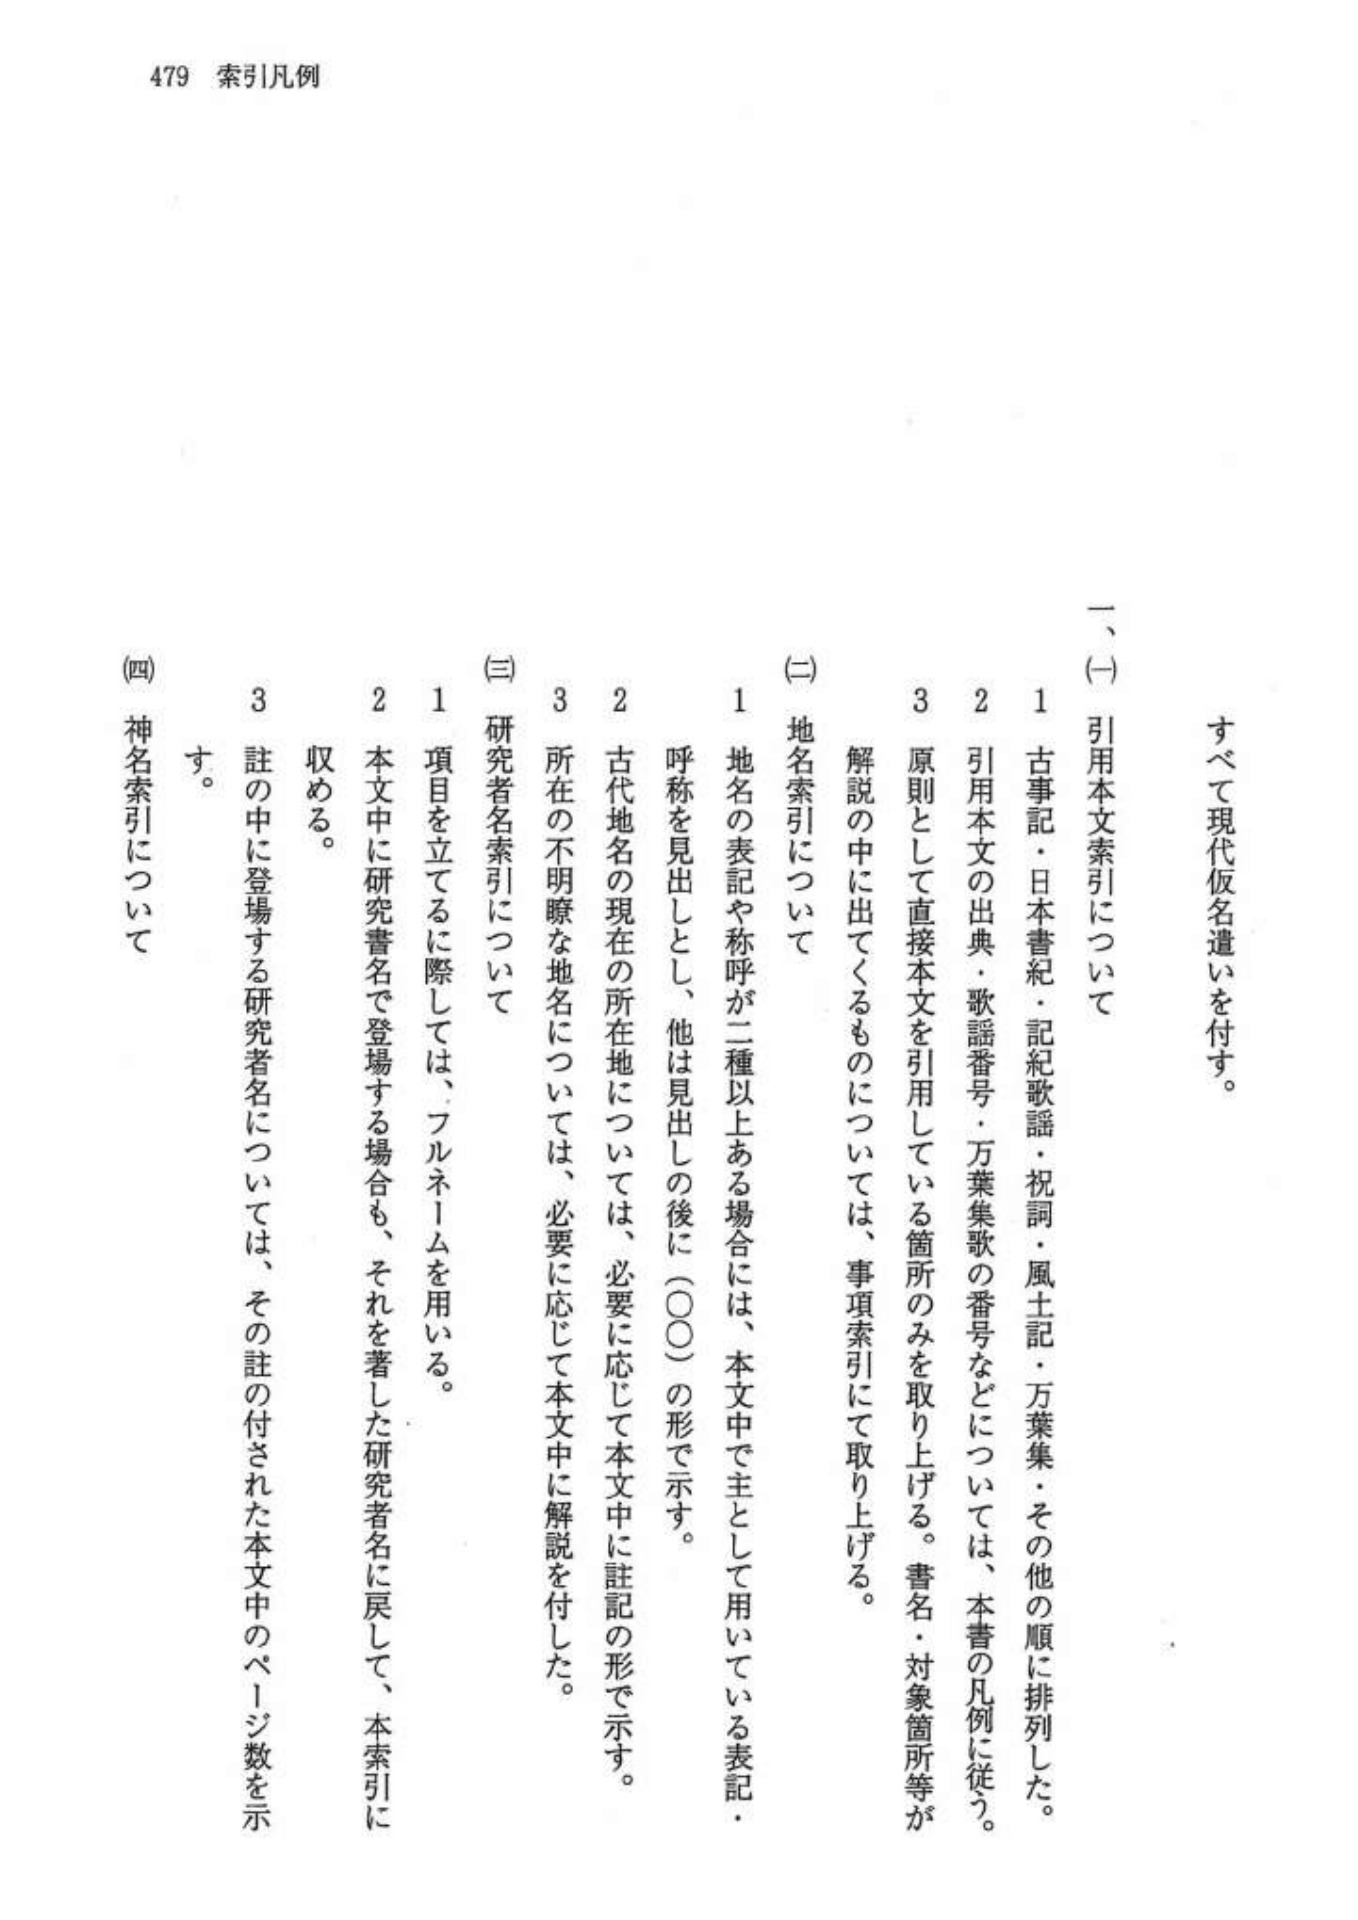 479 索引凡例
すべて現代仮名遣いを付す。
一、㈠ 引用本文索引について
1 古事記・日本書紀・記紀歌謡・祝詞・風土記・万葉集・その他の順に排列した。
2 引用本文の出典・歌謡番号・万葉集歌の番号などについては、本書の凡例に従う。
3 原則として直接本文を引用している箇所のみを取り上げる。書名・対象箇所等が
解説の中に出てくるものについては、事項索引にて取り上げる。
㈡ 地名索引について
1 地名の表記や称呼が二種以上ある場合には、本文中で主として用いている表記・
呼称を見出しとし、他は見出しの後に（〇〇）の形で示す。
2 古代地名の現在の所在地については、必要に応じて本文中に註記の形で示す。
3 所在の不明瞭な地名については、必要に応じて本文中に解説を付した。
㈢ 研究者名索引について
1 項目を立てるに際しては、フルネームを用いる。
2 本文中に研究書名で登場する場合も、それを著した研究者名に戻して、本索引に
収める。
3 註の中に登場する研究者名については、その註の付された本文中のページ数を示
す。
㈣ 神名索引について